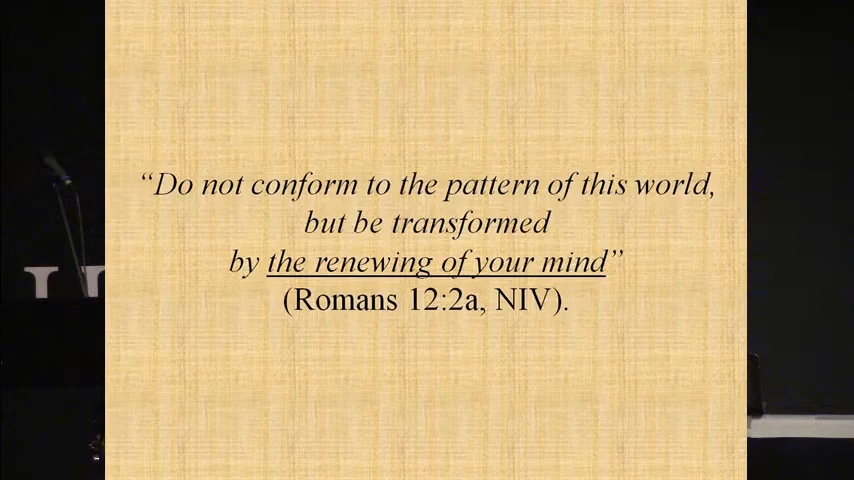 “Do not conform to the pattern of this world,
but be transformed
by the renewing of your mind”
(Romans 12:2a, NIV).